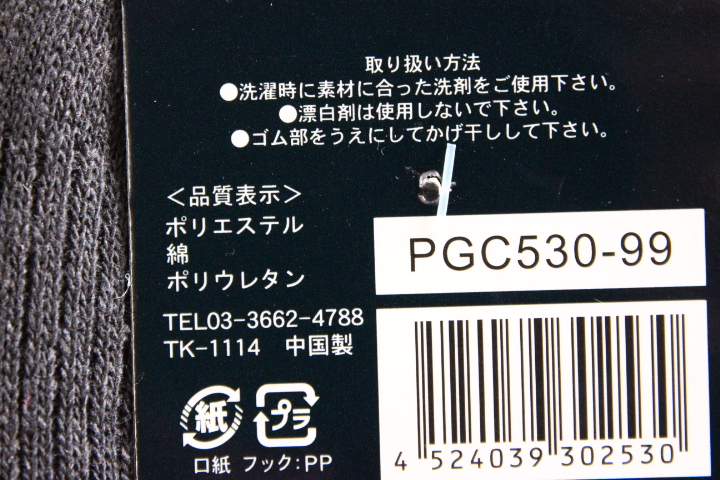 取り扱い方法
●洗濯時に素材に合った洗剤をご使用下さい。
●漂白剤は使用しないで下さい。
●ゴム部をうえにしてかげ干しして下さい。
＜品質表示＞
ポリエステル
綿
ポリウレタン
PGC530-99
TEL03-3662-4788
TK-1114 中国製
紙 プラ
口紙 フック:PP
4 524039 302530